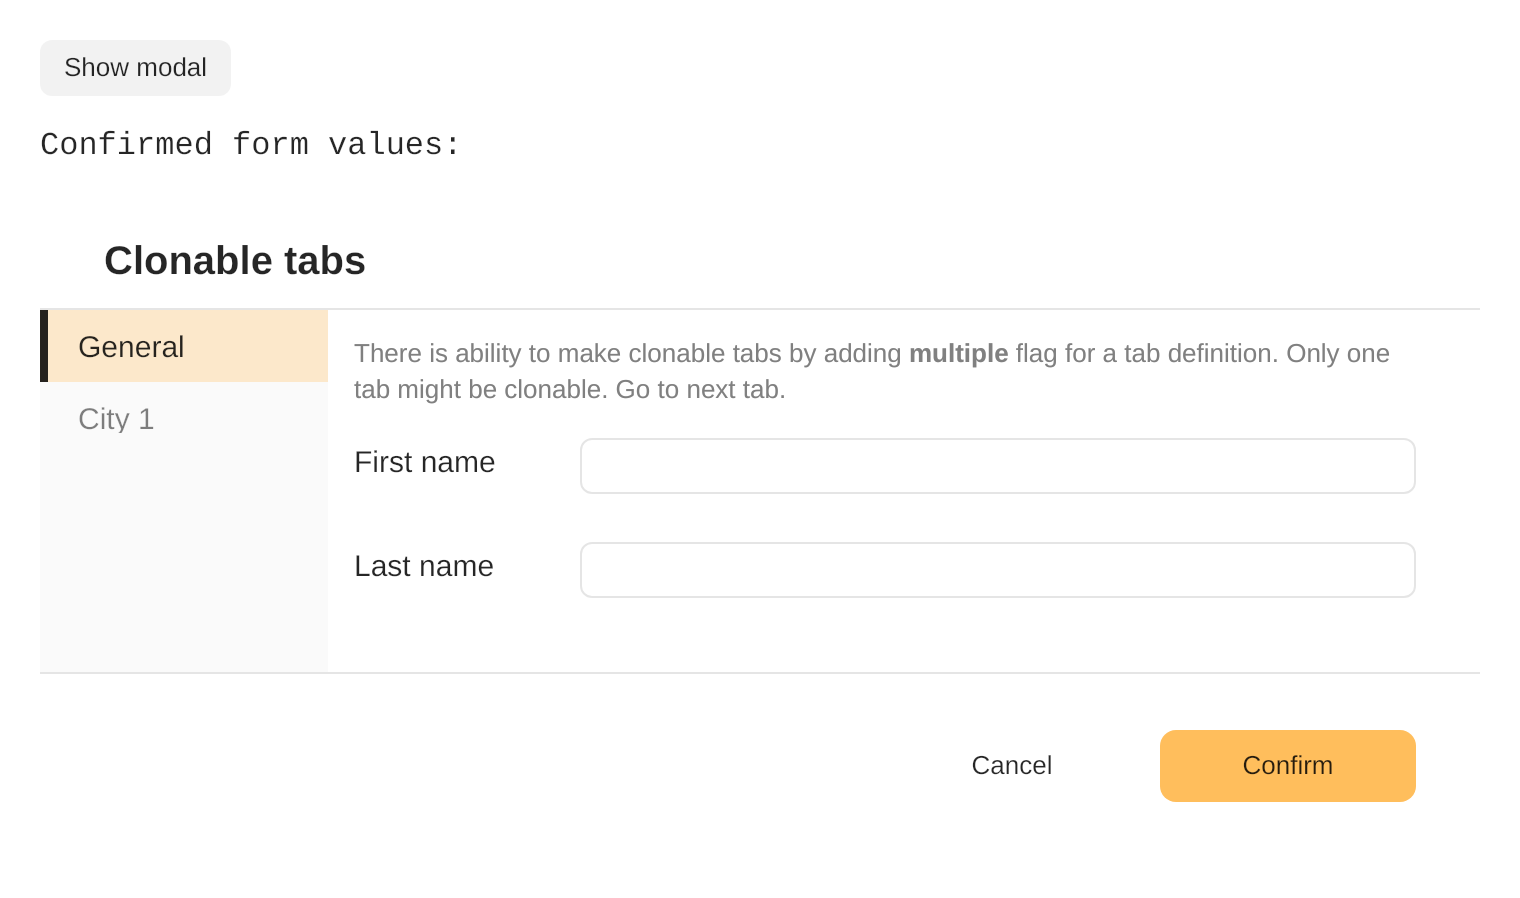 Show modal
Confirmed form values:
Clonable tabs
General
City 1
There is ability to make clonable tabs by adding multiple flag for a tab definition. Only one
tab might be clonable. Go to next tab.
First name
Last name
Cancel
Confirm